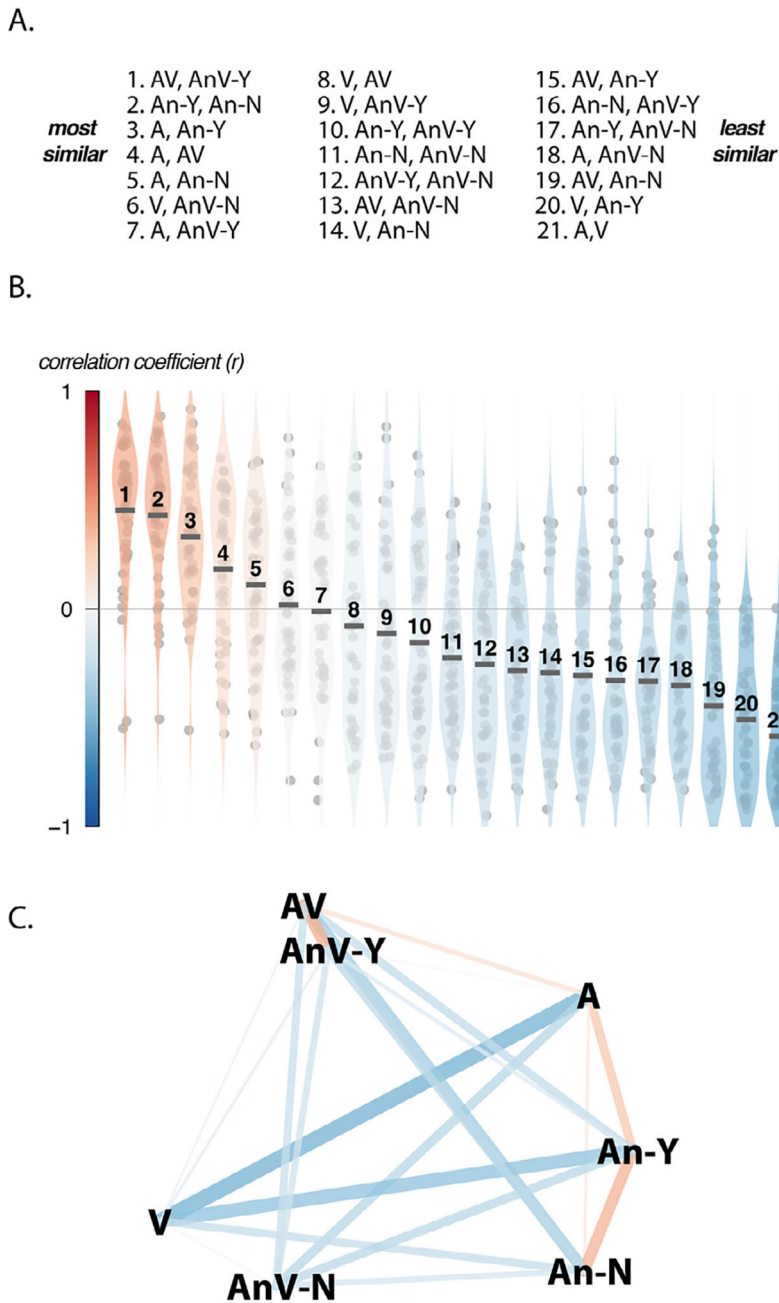 A.
1. AV, AnV-Y
2. An-Y, An-N
3. A, An-Y
4. A, AV
5. A, An-N
6. V, AnV-N
7. A, AnV-Y
8. V, AV
9. V, AnV-Y
10. An-Y, AnV-Y
11. An-N, AnV-N
12. AnV-Y, AnV-N
13. AV, AnV-N
14. V, An-N
15. AV, An-Y
16. An-N, AnV-Y
17. An-Y, AnV-N
18. A, AnV-N
19. AV, An-N
20. V, An-Y
21. A,V
most
similar
least
similar
B.
correlation coefficient (r)
1
0
−1
1
2
3
4
5
6
7
8
9
10
11
12
13
14
15
16
17
18
19
20
C.
AV
AnV-Y
A
An-Y
V
An-N
AnV-N